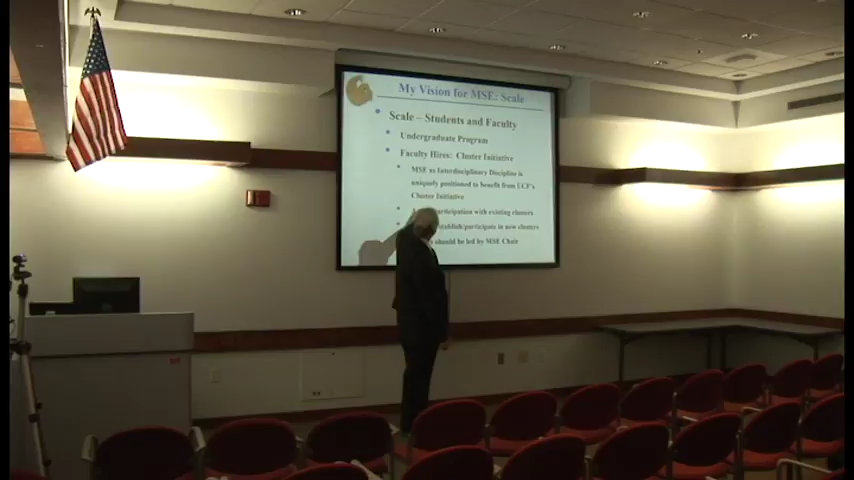 My Vision for MSE: Scale
Scale – Students and Faculty
Undergraduate Program
Faculty Hires: Cluster Initiative
MSE as Interdisciplinary Discipline is
uniquely positioned to benefit from UCF's
Cluster Initiative
participation with existing clusters
establish/participate in new clusters
should be led by MSE Chair